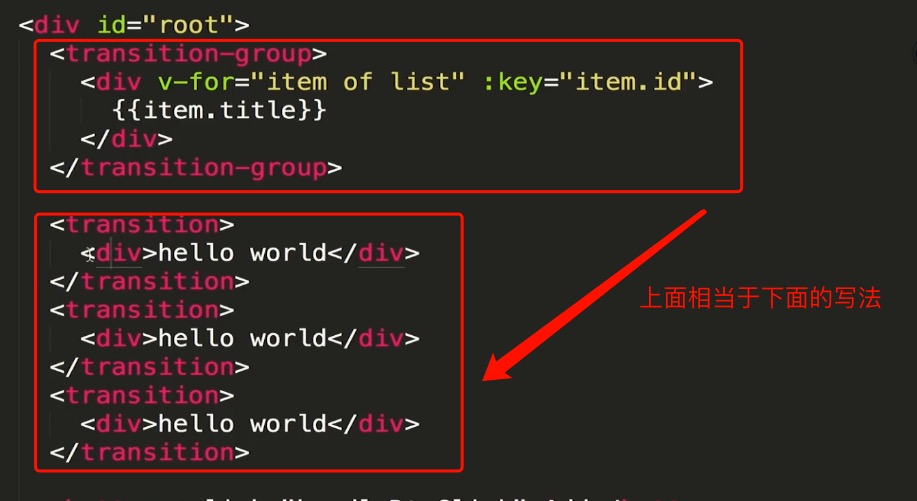 <div id="root">
<transition-group>
<div v-for="item of list" :key="item.id">
{{item.title}}
</div>
</transition-group>
<transition>
<div>hello world</div>
</transition>
<transition>
<div>hello world</div>
</transition>
<transition>
<div>hello world</div>
</transition>
上面相当于下面的写法